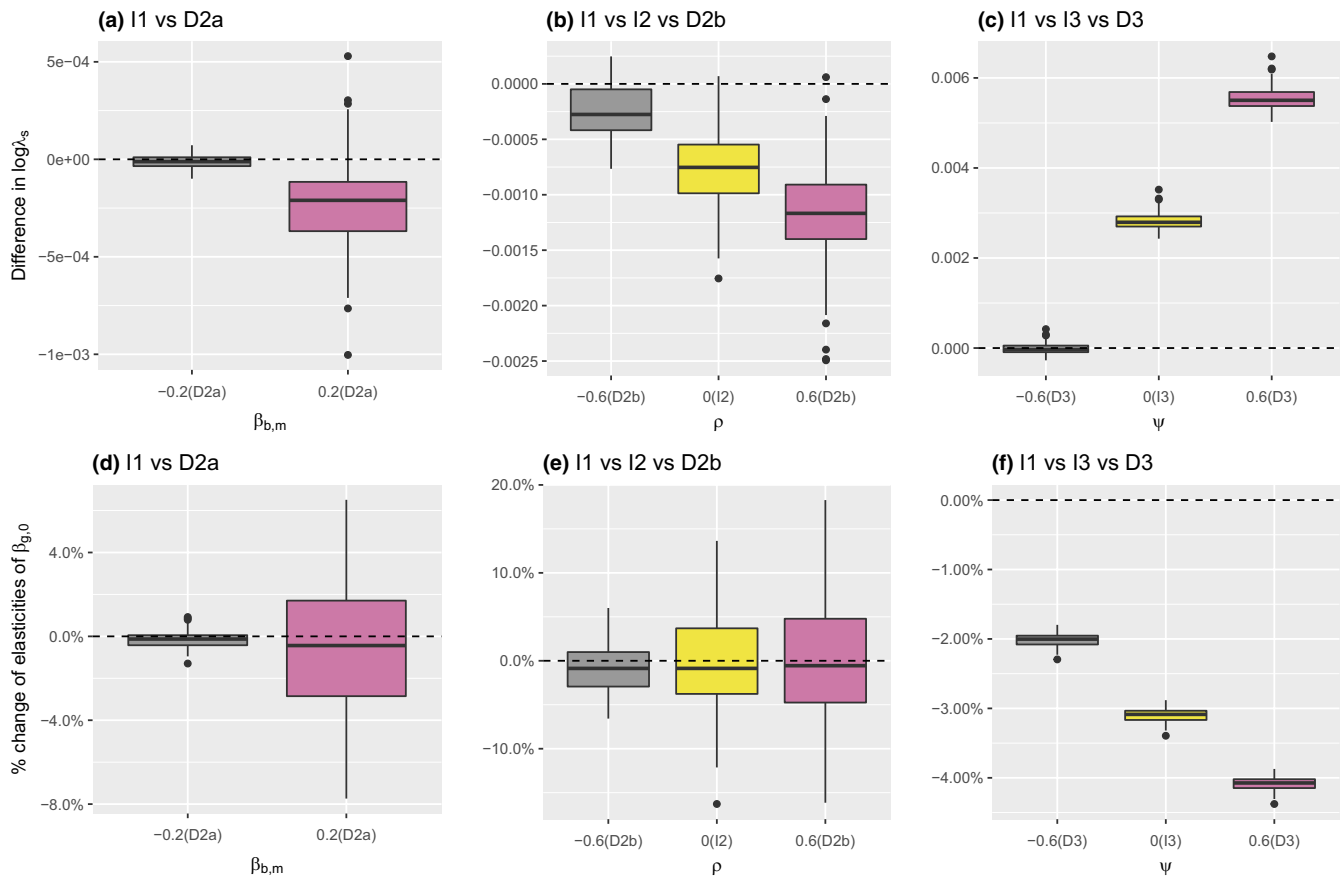 (a) I1 vs D2a
Difference in logλs
5e−04
0e+00
−5e−04
−1e−03
−0.2(D2a)
0.2(D2a)
βb,m
(b) I1 vs I2 vs D2b
0.0000
−0.0005
−0.0010
−0.0015
−0.0020
−0.0025
−0.6(D2b)
0(I2)
0.6(D2b)
ρ
(c) I1 vs I3 vs D3
0.006
0.004
0.002
0.000
−0.6(D3)
0(I3)
0.6(D3)
ψ
(d) I1 vs D2a
% change of elasticities of βg,0
4.0%
0.0%
−4.0%
−8.0%
−0.2(D2a)
0.2(D2a)
βb,m
(e) I1 vs I2 vs D2b
20.0%
10.0%
0.0%
−10.0%
−0.6(D2b)
0(I2)
0.6(D2b)
ρ
(f) I1 vs I3 vs D3
0.00%
−1.00%
−2.00%
−3.00%
−4.00%
−0.6(D3)
0(I3)
0.6(D3)
ψ